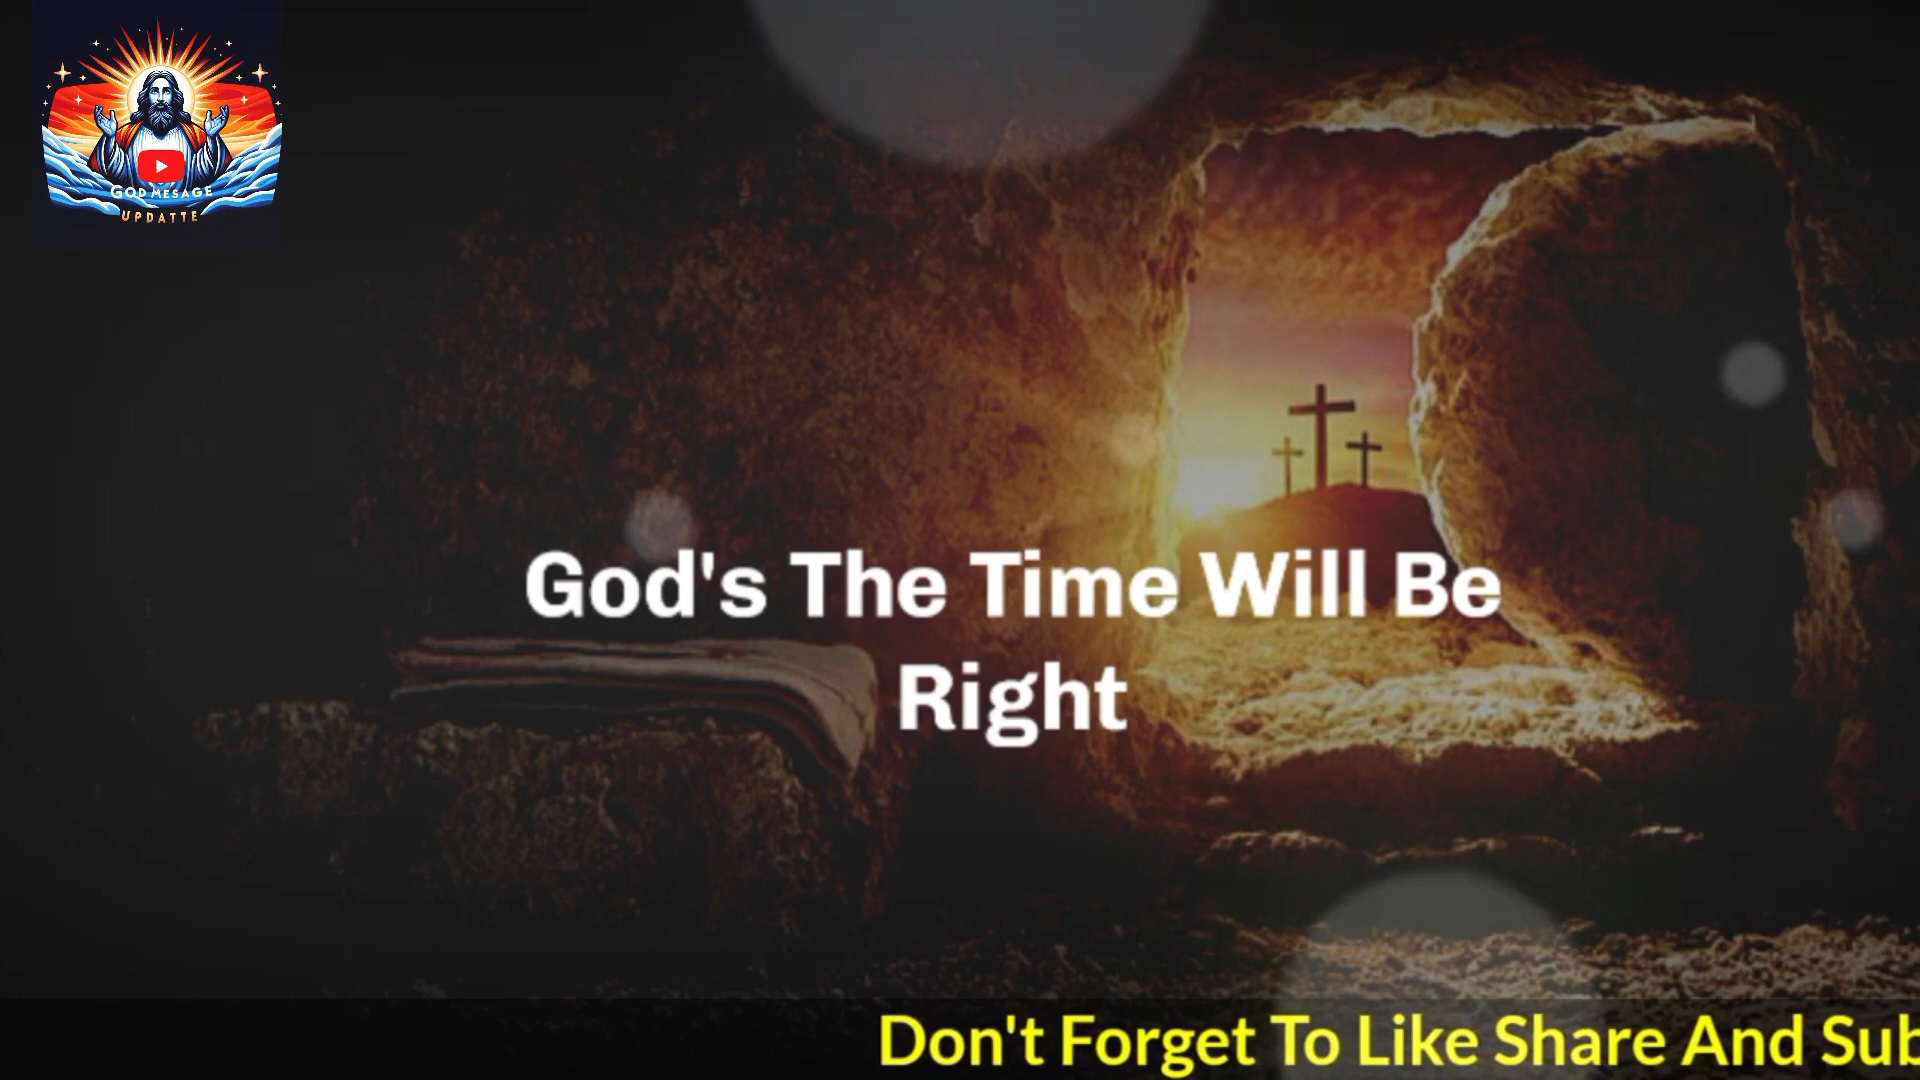 GOD MESAGE
UPDATTE
God's The Time Will Be
Right
Don't Forget To Like Share And Sub